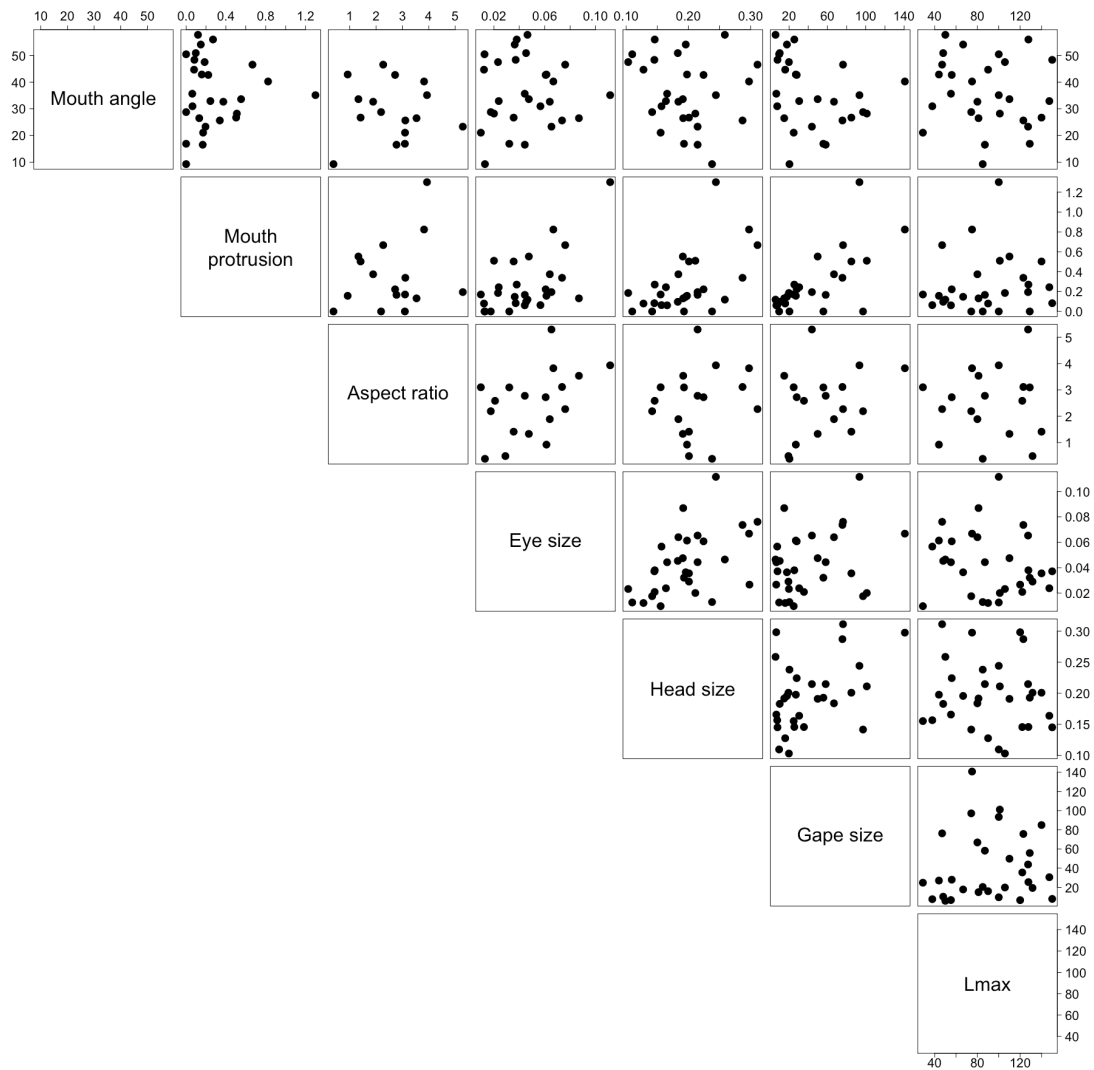 10 20 30 40 50
0.0 0.4 0.8 1.2
1 2 3 4 5
0.02 0.06 0.10
0.10 0.20 0.30
20 60 100 140
40 80 120
Mouth angle
10 20 30 40 50
10 20 30 40 50
Mouth
protrusion
0.0 0.2 0.4 0.6 0.8 1.0 1.2
Aspect ratio
1 2 3 4 5
Eye size
0.02 0.04 0.06 0.08 0.10
Head size
0.10 0.15 0.20 0.25 0.30
Gape size
20 40 60 80 100 120 140
Lmax
40 60 80 100 120 140
40 80 120